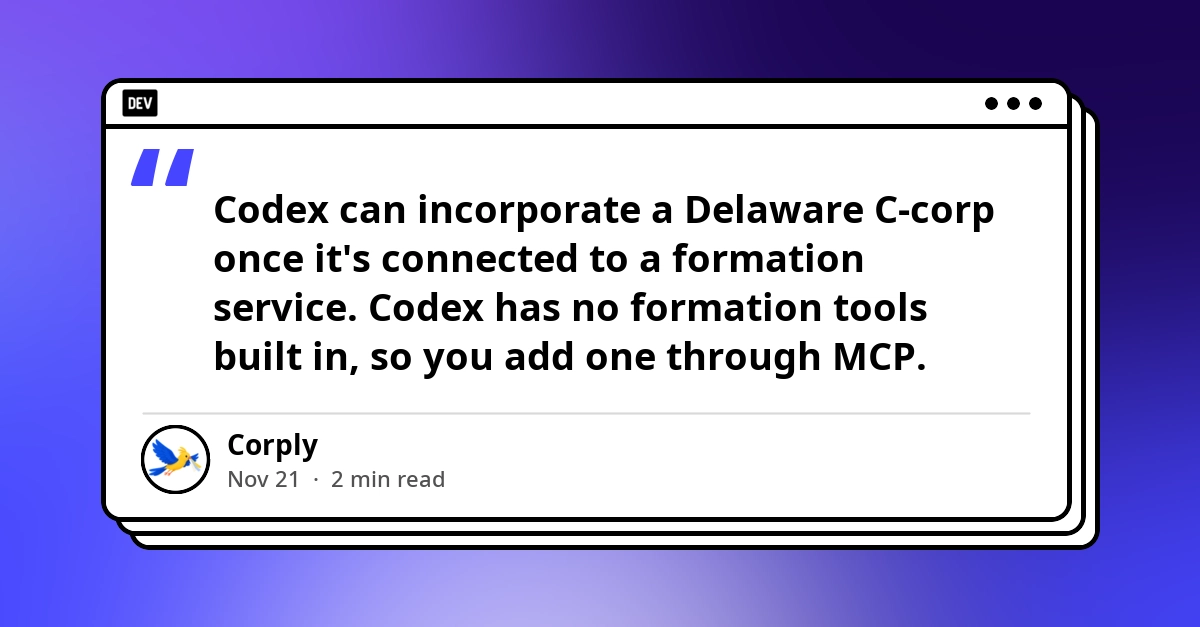 DEV
Codex can incorporate a Delaware C-corp
once it's connected to a formation
service. Codex has no formation tools
built in, so you add one through MCP.
Corply
Nov 21 · 2 min read